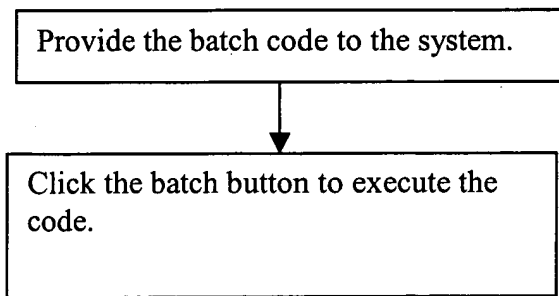 Provide the batch code to the system.
Click the batch button to execute the
code.